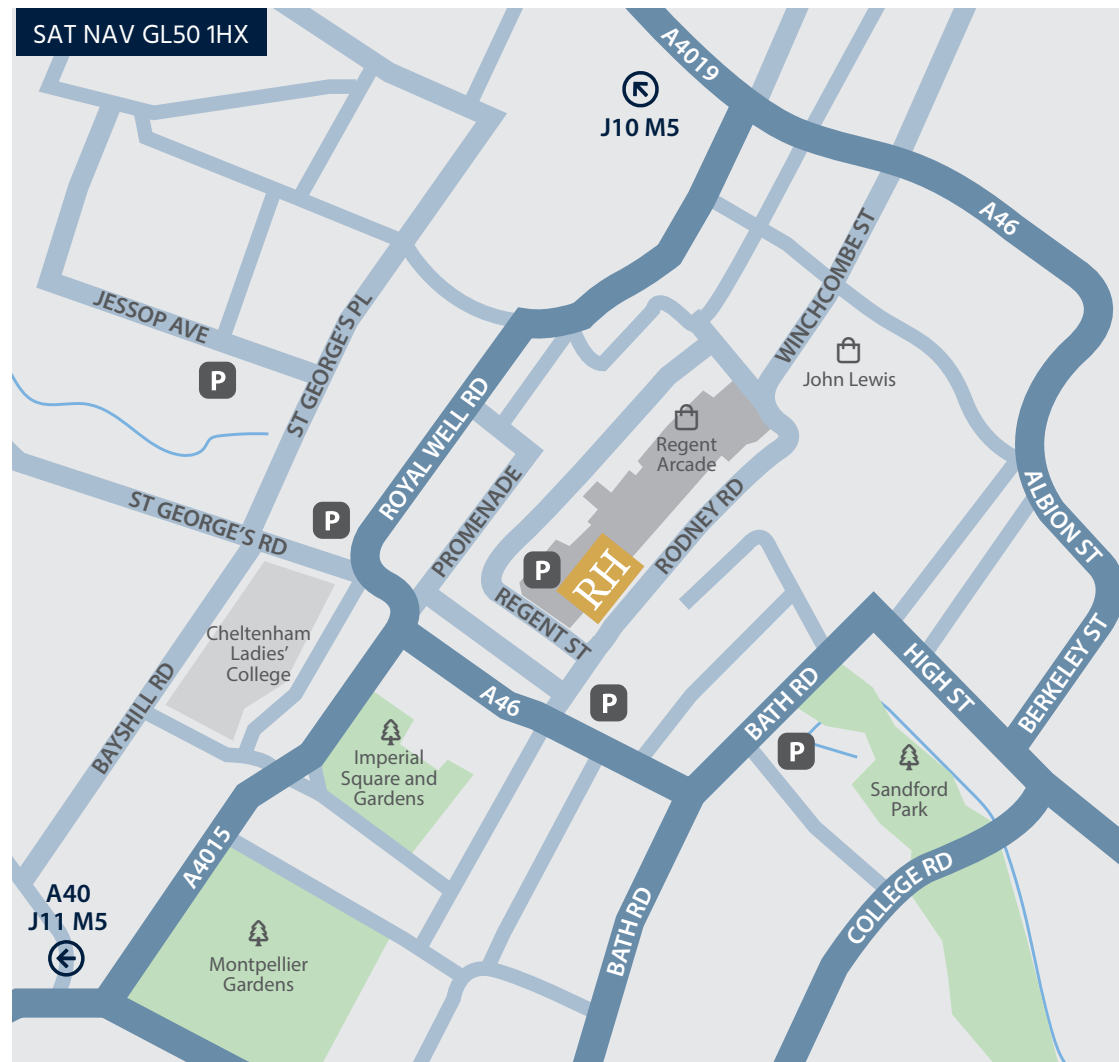 SAT NAV GL50 1HX
A4019
J10 M5
A46
WINCHCOMBE ST
JESSOP AVE
ST GEORGE'S PL
P
John Lewis
ROYAL WELL RD
Regent
Arcade
PROMENADE
RODNEY RD
ALBION ST
ST GEORGE'S RD
P
P
RH
REGENT ST
Cheltenham
Ladies'
College
BAYSHILL RD
A46
P
BATH RD
HIGH ST
BERKELEY ST
P
Imperial
Square and
Gardens
Sandford
Park
A4015
A40
J11 M5
COLLEGE RD
BATH RD
Montpellier
Gardens